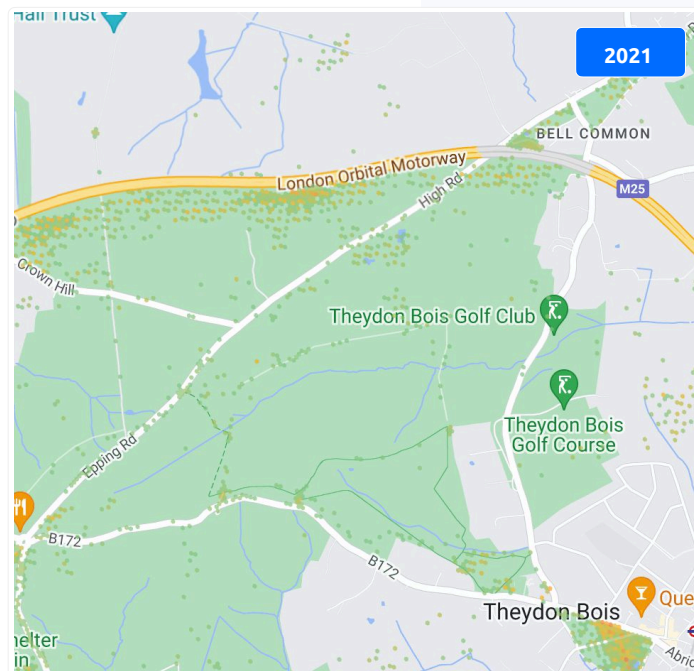 Hall Trust
2021
BELL COMMON
London Orbital Motorway
High Rd
M25
Crown Hill
Theydon Bois Golf Club
Theydon Bois
Golf Course
Epping Rd
B172
B172
Theydon Bois
Que
helter
in
Abric